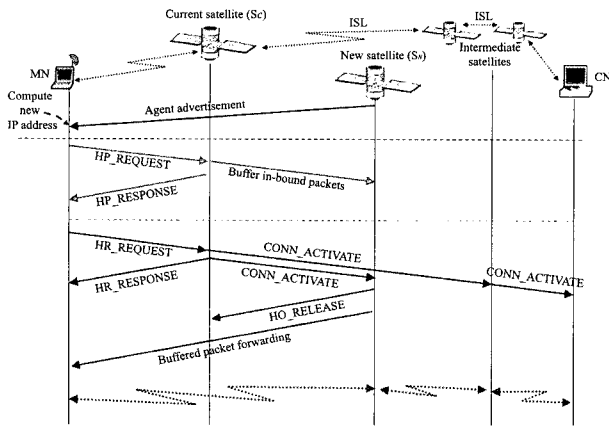 Current satellite (Sc)
ISL
ISL
MN
New satellite (SN)
Intermediate
satellites
CN
Compute
new
IP address
Agent advertisement
HP_REQUEST
Buffer in-bound packets
HP_RESPONSE
HR_REQUEST
CONN_ACTIVATE
CONN_ACTIVATE
HR_RESPONSE
CONN_ACTIVATE
HO_RELEASE
Buffered packet forwarding